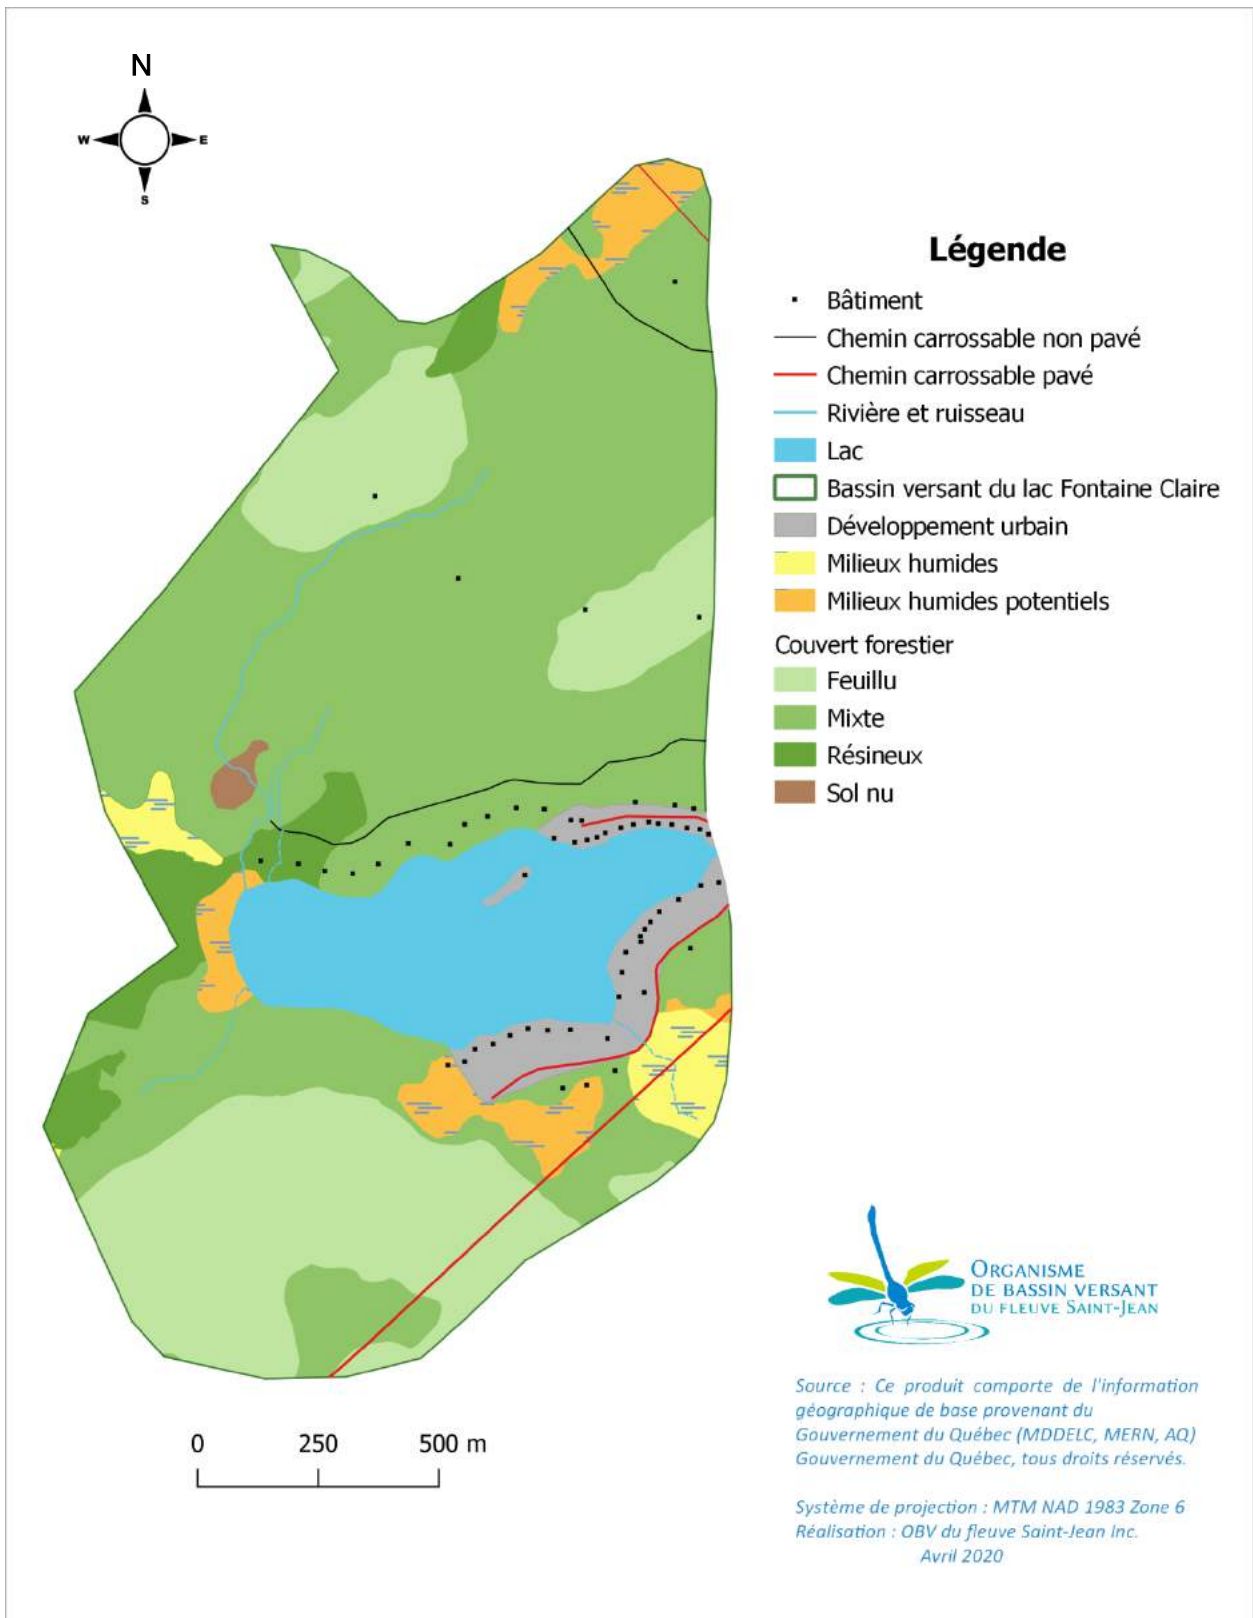 N
W
E
S
Légende
Bâtiment
Chemin carrossable non pavé
Chemin carrossable pavé
Rivière et ruisseau
Lac
Bassin versant du lac Fontaine Claire
Développement urbain
Milieux humides
Milieux humides potentiels
Couvert forestier
Feuillu
Mixte
Résineux
Sol nu
ORGANISME
DE BASSIN VERSANT
DU FLEUVE SAINT-JEAN
Source : Ce produit comporte de l'information
géographique de base provenant du
Gouvernement du Québec (MDDELC, MERN, AQ)
Gouvernement du Québec, tous droits réservés.
Système de projection : MTM NAD 1983 Zone 6
Réalisation : OBV du fleuve Saint-Jean Inc.
Avril 2020
0 250 500 m